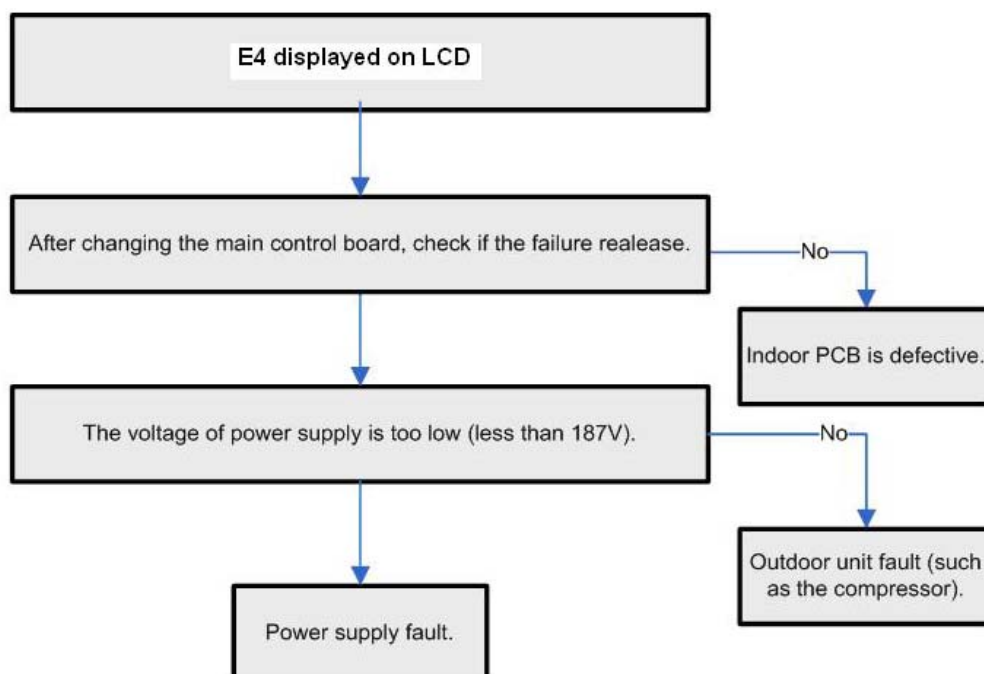 E4 displayed on LCD
After changing the main control board, check if the failure realease.
No
Indoor PCB is defective.
The voltage of power supply is too low (less than 187V).
No
Outdoor unit fault (such
as the compressor).
Power supply fault.